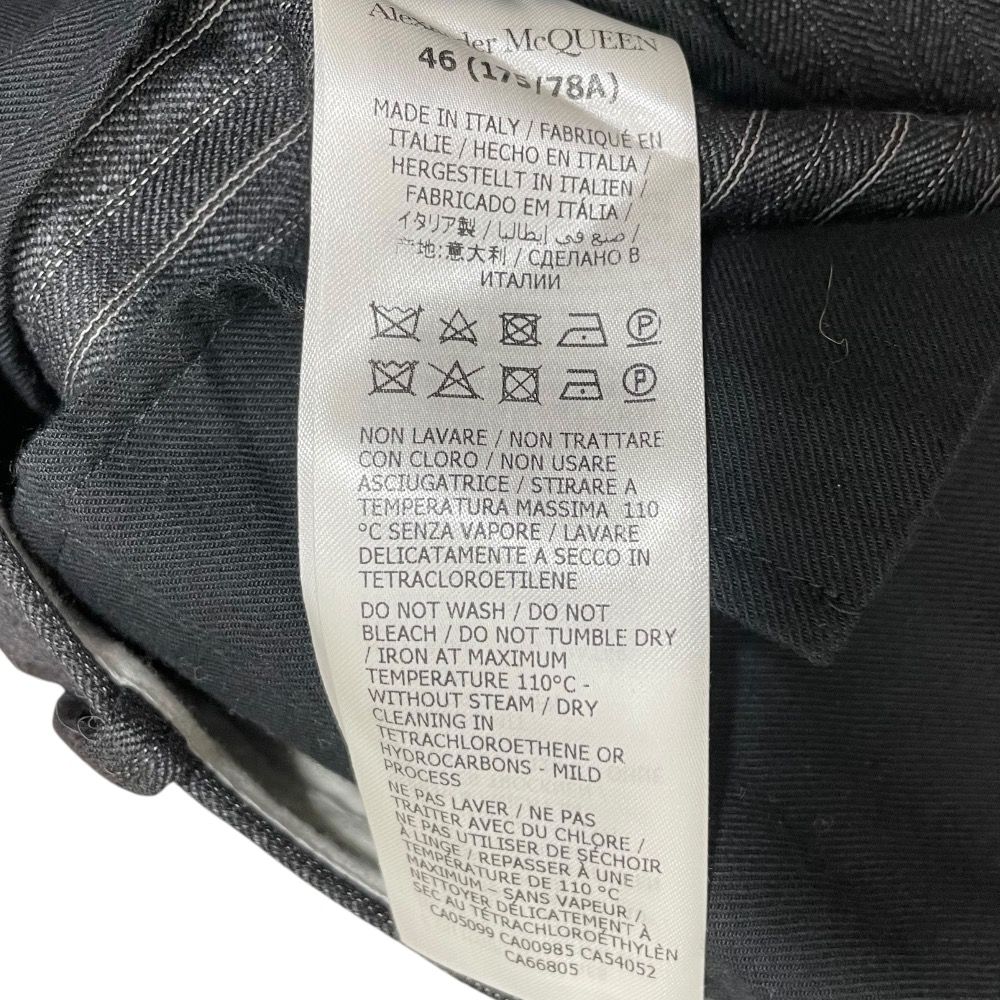 Alexander McQUEEN
46 (175/78A)
MADE IN ITALY / FABRIQUÉ EN
ITALIE / HECHO EN ITALIA /
HERGESTELLT IN ITALIEN /
FABRICADO EM ITÁLIA /
イタリア製 / صنع في إيطاليا /
产地:意大利 / СДЕЛАНО В
ИТАЛИИ
P
P
NON LAVARE / NON TRATTARE
CON CLORO / NON USARE
ASCIUGATRICE / STIRARE A
TEMPERATURA MASSIMA 110
°C SENZA VAPORE / LAVARE
DELICATAMENTE A SECCO IN
TETRACLOROETILENE
DO NOT WASH / DO NOT
BLEACH / DO NOT TUMBLE DRY
/ IRON AT MAXIMUM
TEMPERATURE 110°C -
WITHOUT STEAM / DRY
CLEANING IN
TETRACHLOROETHENE OR
HYDROCARBONS - MILD
PROCESS
NE PAS LAVER / NE PAS
TRAITER AVEC DU CHLORE /
NE PAS UTILISER DE SÉCHOIR
À LINGE / REPASSER À UNE
TEMPÉRATURE DE 110 °C
MAXIMUM - SANS VAPEUR /
NETTOYER DÉLICATEMENT À
SEC AU TÉTRACHLOROÉTHYLÈN
CA05099 CA00985 CA54052
CA66805